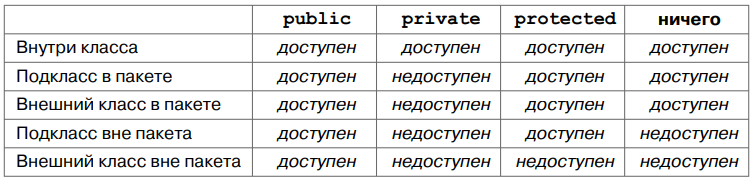 public private protected ничего
Внутри класса доступен доступен доступен доступен
Подкласс в пакете доступен недоступен доступен доступен
Внешний класс в пакете доступен недоступен доступен доступен
Подкласс вне пакета доступен недоступен доступен недоступен
Внешний класс вне пакета доступен недоступен недоступен недоступен